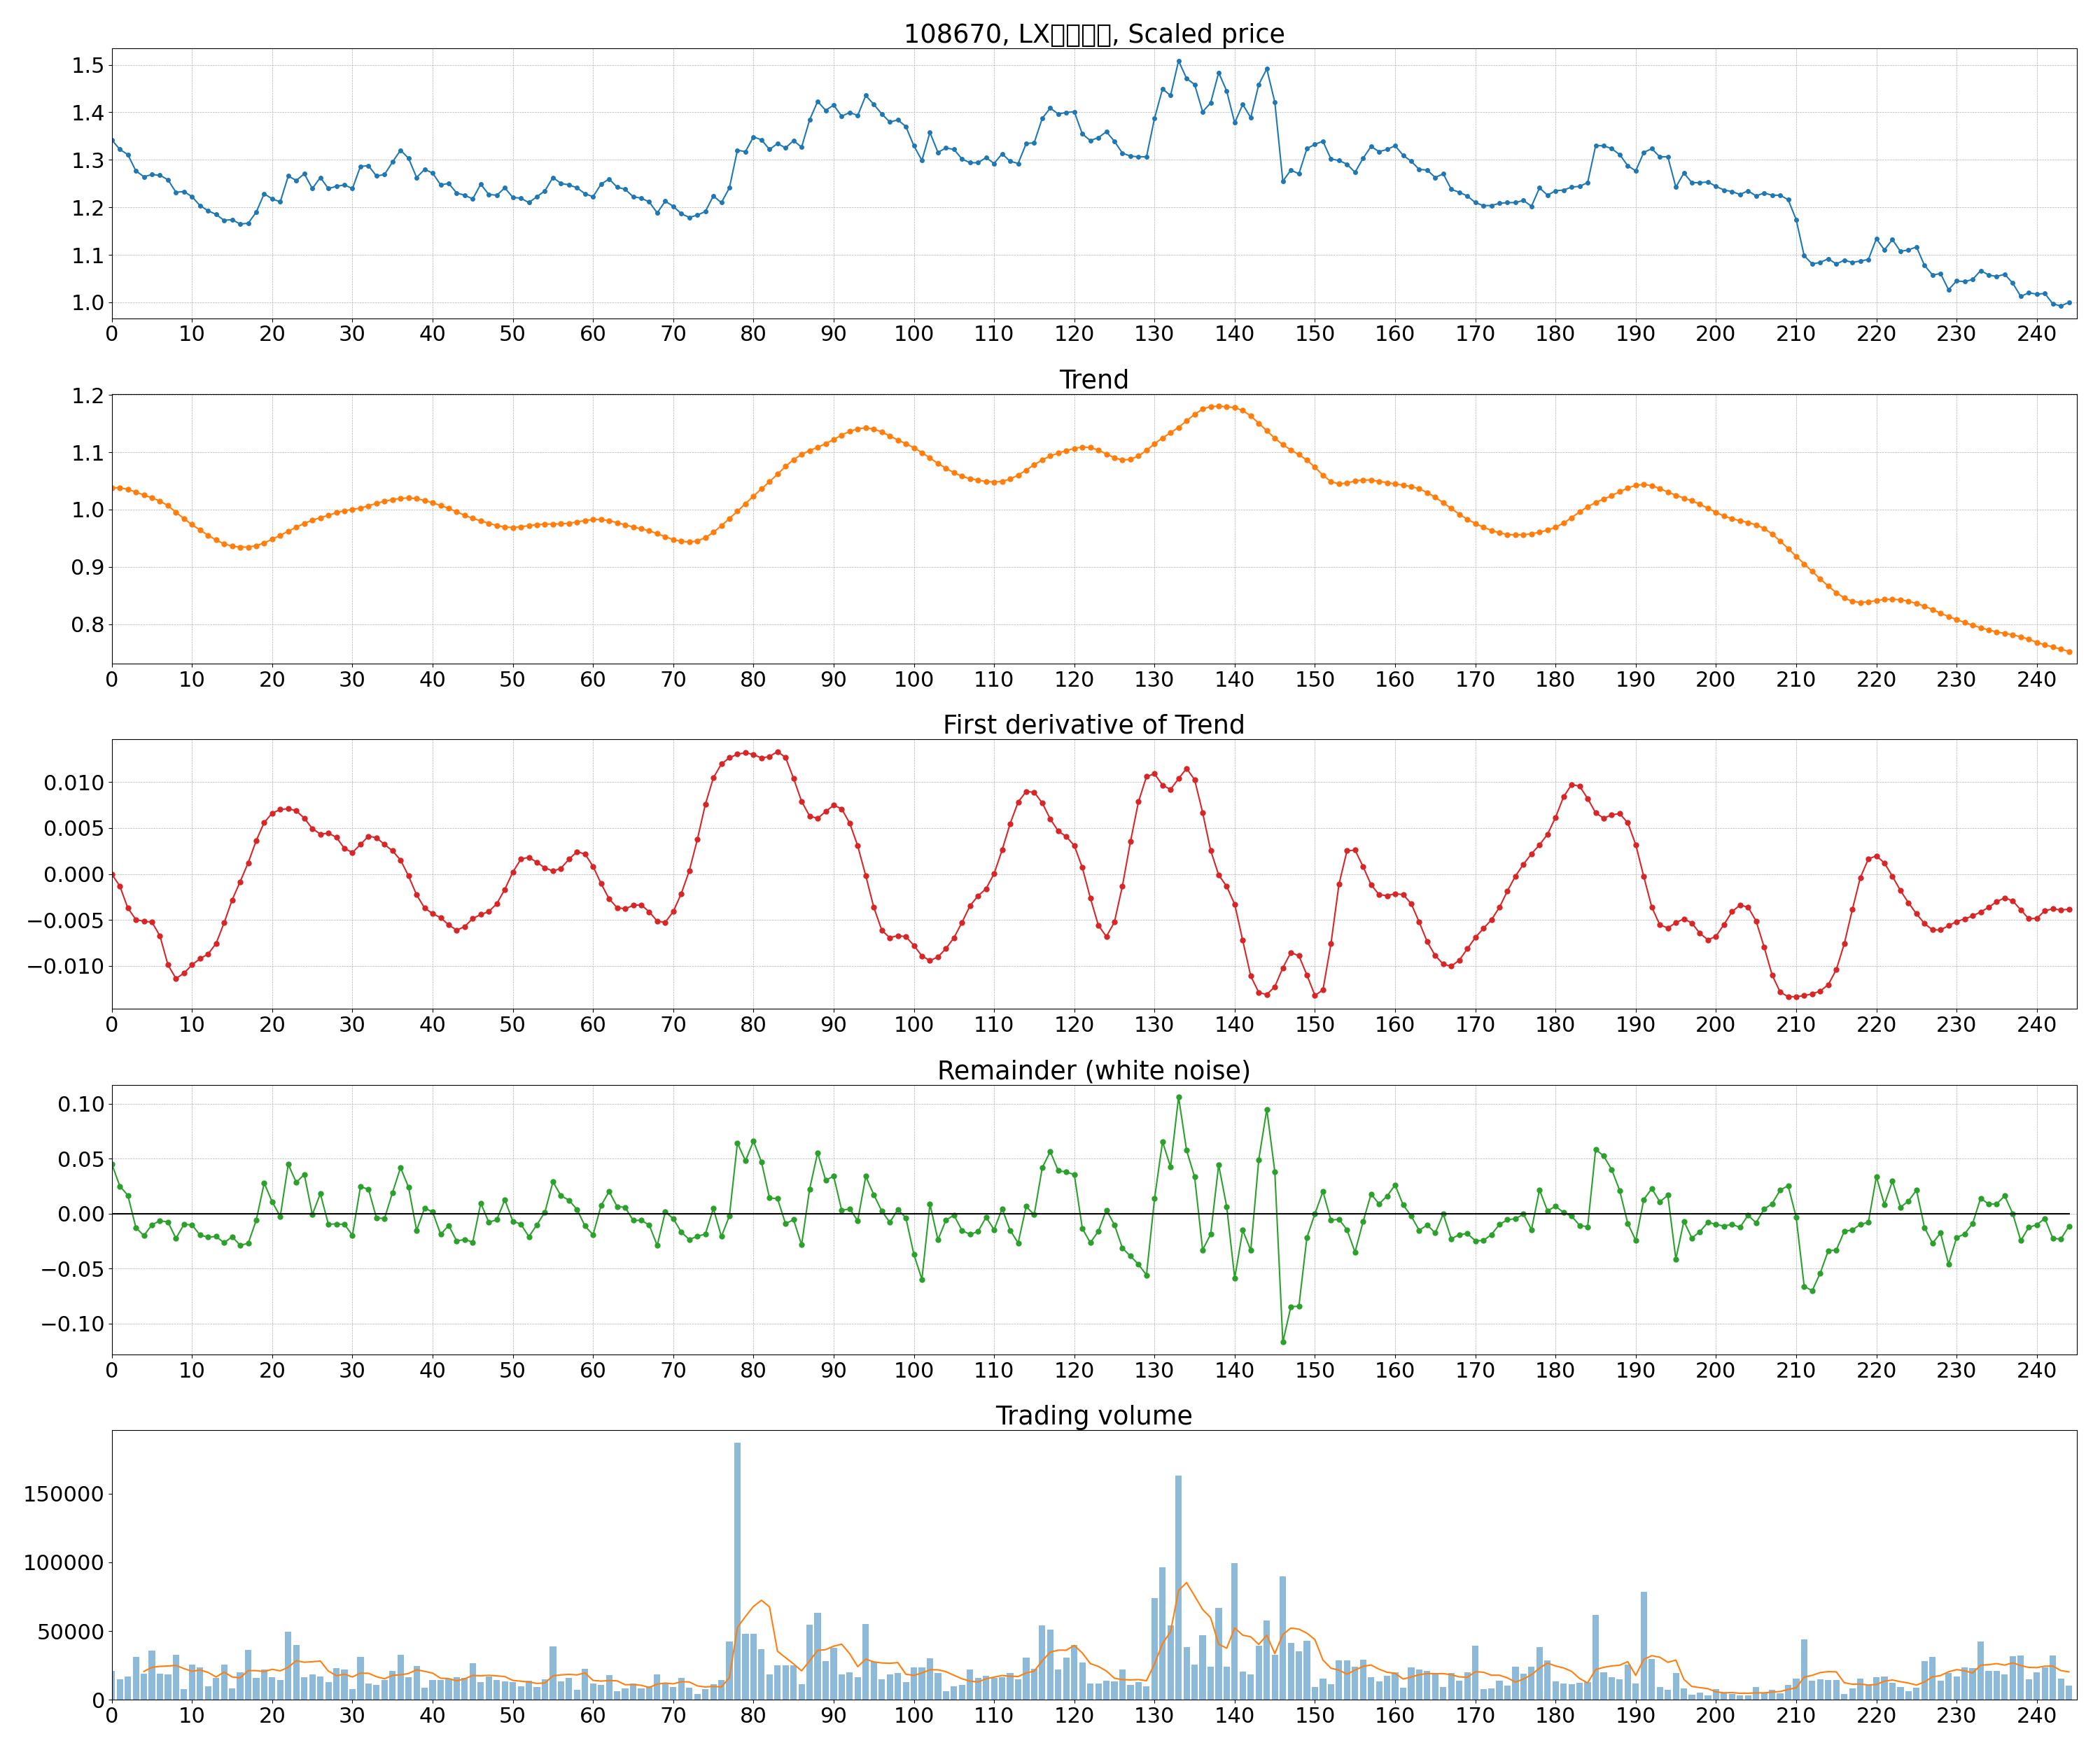 108670, LX□□□□, Scaled price
1.5
1.4
1.3
1.2
1.1
1.0
0 10 20 30 40 50 60 70 80 90 100 110 120 130 140 150 160 170 180 190 200 210 220 230 240
Trend
1.2
1.1
1.0
0.9
0.8
0 10 20 30 40 50 60 70 80 90 100 110 120 130 140 150 160 170 180 190 200 210 220 230 240
First derivative of Trend
0.010
0.005
0.000
−0.005
−0.010
0 10 20 30 40 50 60 70 80 90 100 110 120 130 140 150 160 170 180 190 200 210 220 230 240
Remainder (white noise)
0.10
0.05
0.00
−0.05
−0.10
0 10 20 30 40 50 60 70 80 90 100 110 120 130 140 150 160 170 180 190 200 210 220 230 240
Trading volume
150000
100000
50000
0
0 10 20 30 40 50 60 70 80 90 100 110 120 130 140 150 160 170 180 190 200 210 220 230 240